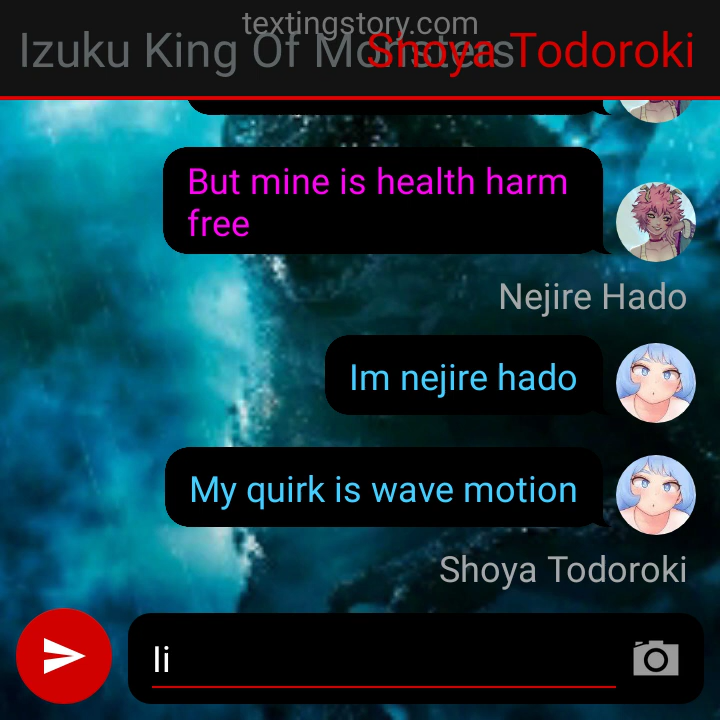 textingstory.com
Izuku King Of Monsters
Shoya Todoroki
But mine is health harm
free
Nejire Hado
Im nejire hado
My quirk is wave motion
Shoya Todoroki
Ii